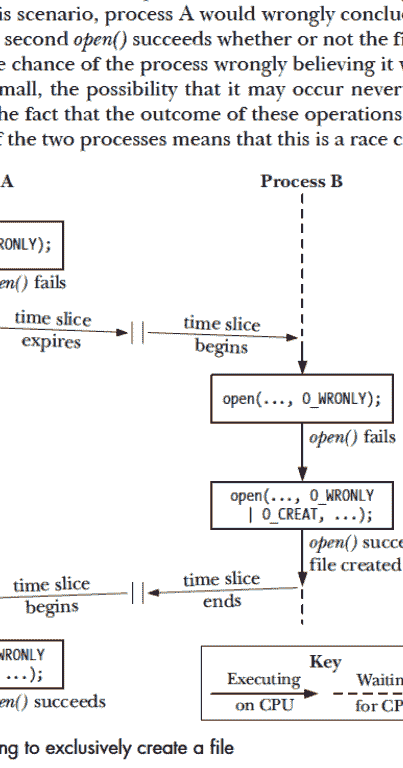 is scenario, process A would wrongly conclu
second open() succeeds whether or not the fi
e chance of the process wrongly believing it
mall, the possibility that it may occur never
he fact that the outcome of these operations
f the two processes means that this is a race c
A
Process B
RONLY);
en() fails
time slice
expires
time slice
begins
open(..., O_WRONLY);
open() fails
open(..., O_WRONLY
| O_CREAT, ...);
open() succe
file created
time slice
begins
time slice
ends
WRONLY
...);
en() succeeds
Key
Executing
on CPU
Waitin
for CP
ng to exclusively create a file